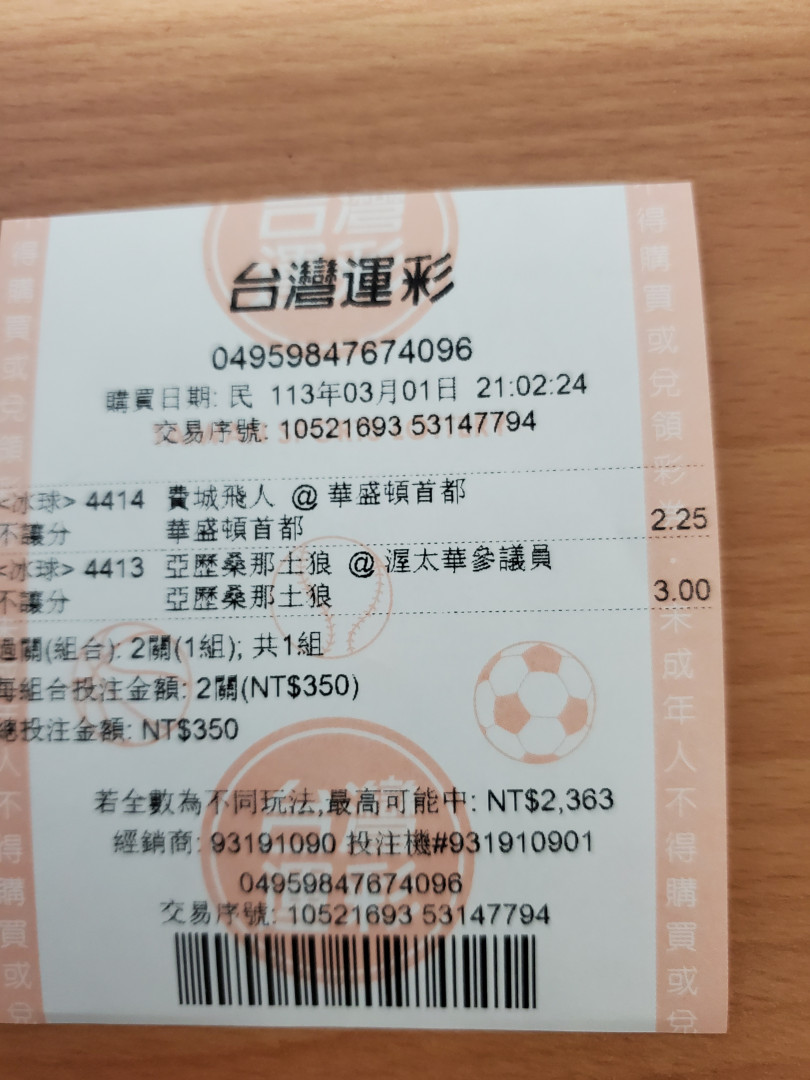 台灣運彩
04959847674096
購買日期: 民 113年03月01日 21:02:24
交易序號: 10521693 53147794
<冰球> 4414 費城飛人 @ 華盛頓首都
不讓分 華盛頓首都 2.25
<冰球> 4413 亞歷桑那土狼 @ 渥太華參議員
不讓分 亞歷桑那土狼 3.00
過關(組合): 2關(1組); 共1組
每組合投注金額: 2關(NT$350)
總投注金額: NT$350
若全數為不同玩法,最高可能中: NT$2,363
經銷商: 93191090 投注機#931910901
04959847674096
交易序號: 10521693 53147794
得購買或兌領彩
未成年人不得購買或兌
台灣
台灣
人不得購買或兌
得購買或兌